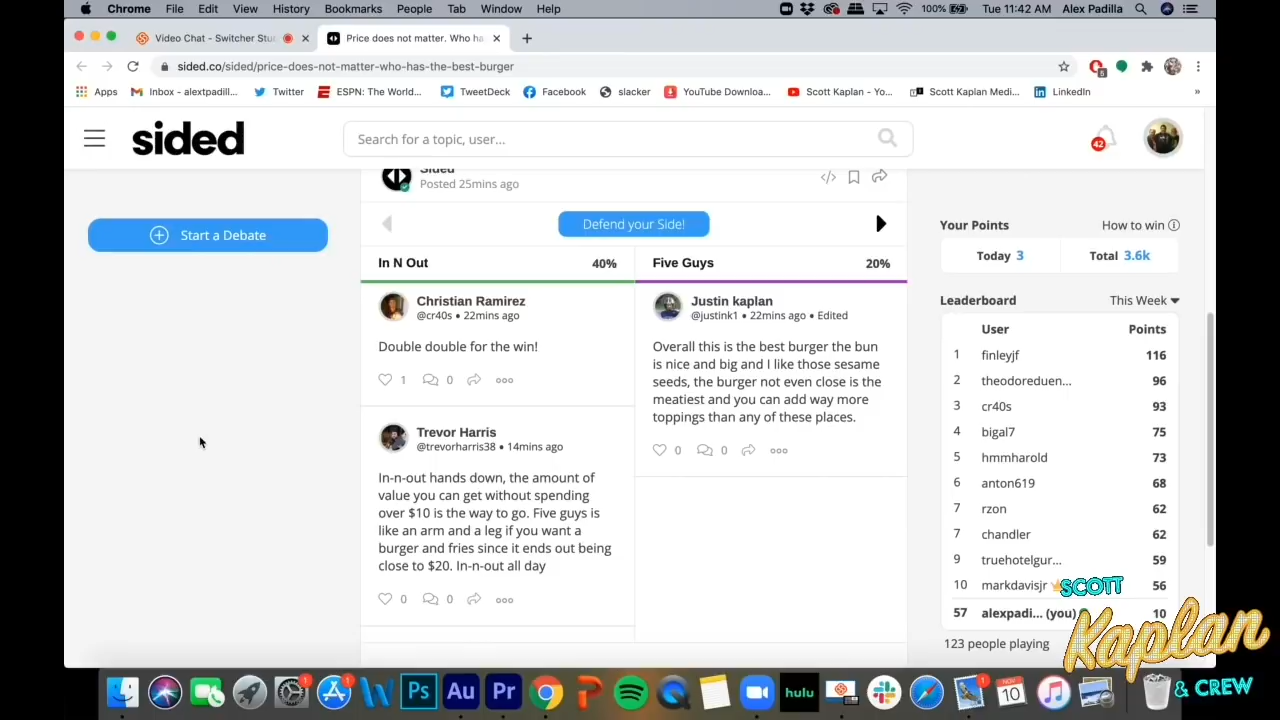 Chrome File Edit View History Bookmarks People Tab Window Help 100% Tue 11:42 AM Alex Padilla
Video Chat - Switcher Stu
Price does not matter. Who ha
sided.co/sided/price-does-not-matter-who-has-the-best-burger
5
Apps Inbox - alextpadill... Twitter ESPN: The World... TweetDeck Facebook slacker YouTube Downloa... Scott Kaplan - Yo... Scott Kaplan Medi... LinkedIn »
sided
Search for a topic, user...
42
Sided
Posted 25mins ago
Start a Debate
Defend your Side!
In N Out 40%
Five Guys 20%
Christian Ramirez
@cr40s • 22mins ago
Double double for the win!
1 0
Trevor Harris
@trevorharris38 • 14mins ago
In-n-out hands down, the amount of
value you can get without spending
over $10 is the way to go. Five guys is
like an arm and a leg if you want a
burger and fries since it ends out being
close to $20. In-n-out all day
0 0
Justin kaplan
@justink1 • 22mins ago • Edited
Overall this is the best burger the bun
is nice and big and I like those sesame
seeds, the burger not even close is the
meatiest and you can add way more
toppings than any of these places.
0 0
Your Points How to win
Today 3 Total 3.6k
Leaderboard This Week
User Points
1 finleyjf 116
2 theodoreduen... 96
3 cr40s 93
4 bigal7 75
5 hmmharold 73
6 anton619 68
7 rzon 62
7 chandler 62
9 truehotelgur... 59
10 markdavisjr 56
57 alexpadi... (you) 10
123 people playing
SCOTT
Kaplan
& CREW
1 1 W Ps Au Pr P hulu 1 NOV 10